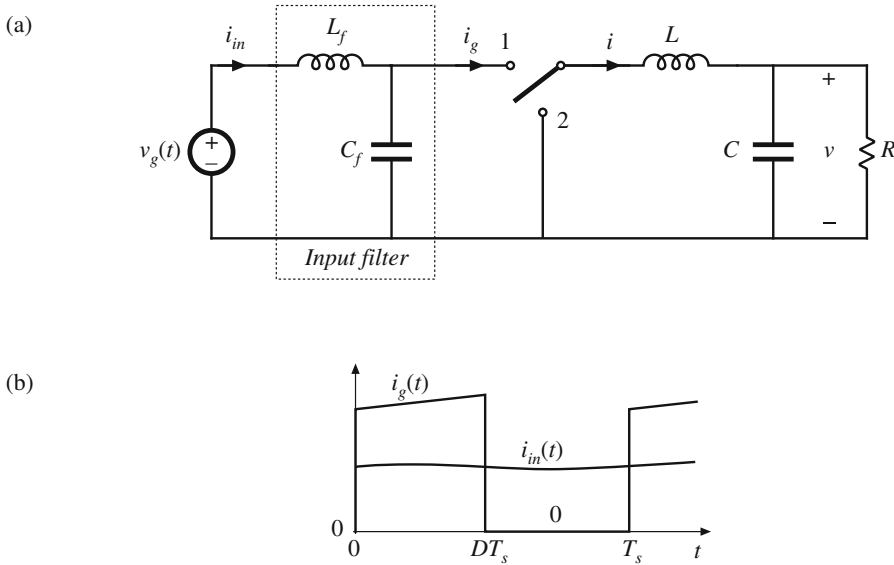 (a)
i_in
L_f
i_g
1
i
L
2
v_g(t)
+
–
C_f
C
+
v
–
R
Input filter
(b)
i_g(t)
i_in(t)
0
0
0
DT_s
T_s
t